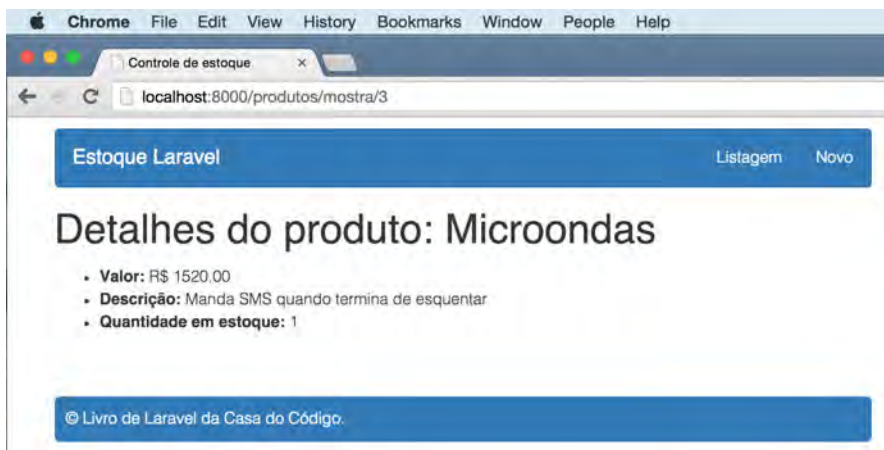 Chrome File Edit View History Bookmarks Window People Help
Controle de estoque ×
localhost:8000/produtos/mostra/3
Estoque Laravel Listagem Novo
Detalhes do produto: Microondas
• Valor: R$ 1520.00
• Descrição: Manda SMS quando termina de esquentar
• Quantidade em estoque: 1
© Livro de Laravel da Casa do Código.